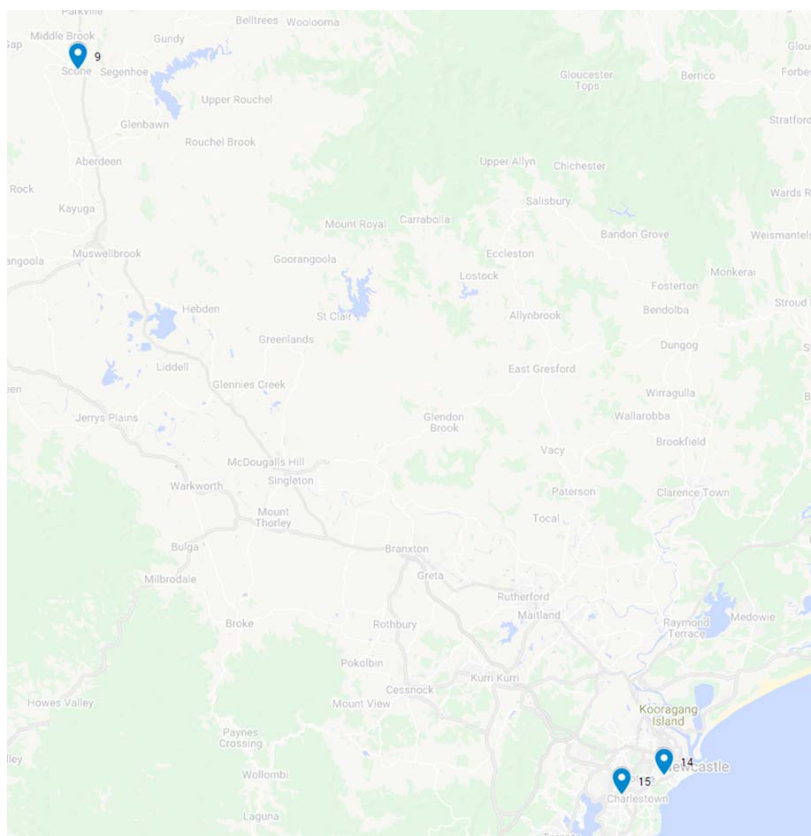 Parkville
Belltrees
Woolooma
Middle Brook
Gundy
Gap
9
Scone
Segenhoe
Gloucester
Tops
Berrico
Upper Rouchel
Glenbawn
Rouchel Brook
Aberdeen
Upper Allyn
Chichester
Rock
Kayuga
Salisbury
Mount Royal
Carrabolla
Bandon Grove
Muswellbrook
Goorangoola
Eccleston
Monkerai
Lostock
Fosterton
Hebden
St Clair
Allynbrook
Bendolba
Stroud
Greenlands
Dungog
Liddell
Glennies Creek
East Gresford
Wirragulla
Jerrys Plains
Glendon
Brook
Wallarobba
Brookfield
Vacy
McDougalls Hill
Singleton
Warkworth
Paterson
Clarence Town
Mount
Thorley
Tocal
Bulga
Branxton
Greta
Milbrodale
Rutherford
Maitland
Medowie
Raymond
Terrace
Broke
Rothbury
Pokolbin
Kurri Kurri
Cessnock
Howes Valley
Mount View
Kooragang
Island
Paynes
Crossing
14
Newcastle
Wollombi
15
Charlestown
Laguna